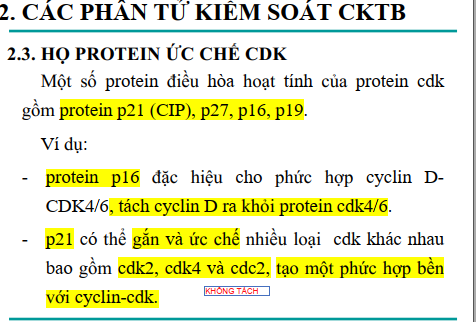 2. CÁC PHÂN TỬ KIỂM SOÁT CKTB
2.3. HỌ PROTEIN ỨC CHẾ CDK
Một số protein điều hòa hoạt tính của protein cdk
gồm protein p21 (CIP), p27, p16, p19.
Ví dụ:
- protein p16 đặc hiệu cho phức hợp cyclin D-
CDK4/6, tách cyclin D ra khỏi protein cdk4/6.
- p21 có thể gắn và ức chế nhiều loại cdk khác nhau
bao gồm cdk2, cdk4 và cdc2, tạo một phức hợp bền
với cyclin-cdk. KHÔNG TÁCH